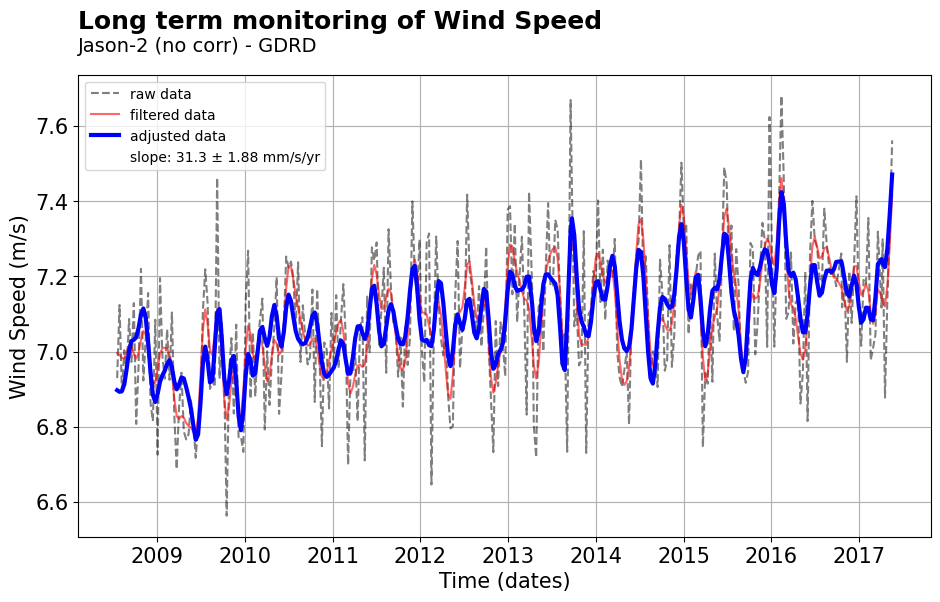 Long term monitoring of Wind Speed
Jason-2 (no corr) - GDRD
raw data
filtered data
adjusted data
slope: 31.3 ± 1.88 mm/s/yr
Wind Speed (m/s)
7.6
7.4
7.2
7.0
6.8
6.6
2009 2010 2011 2012 2013 2014 2015 2016 2017
Time (dates)